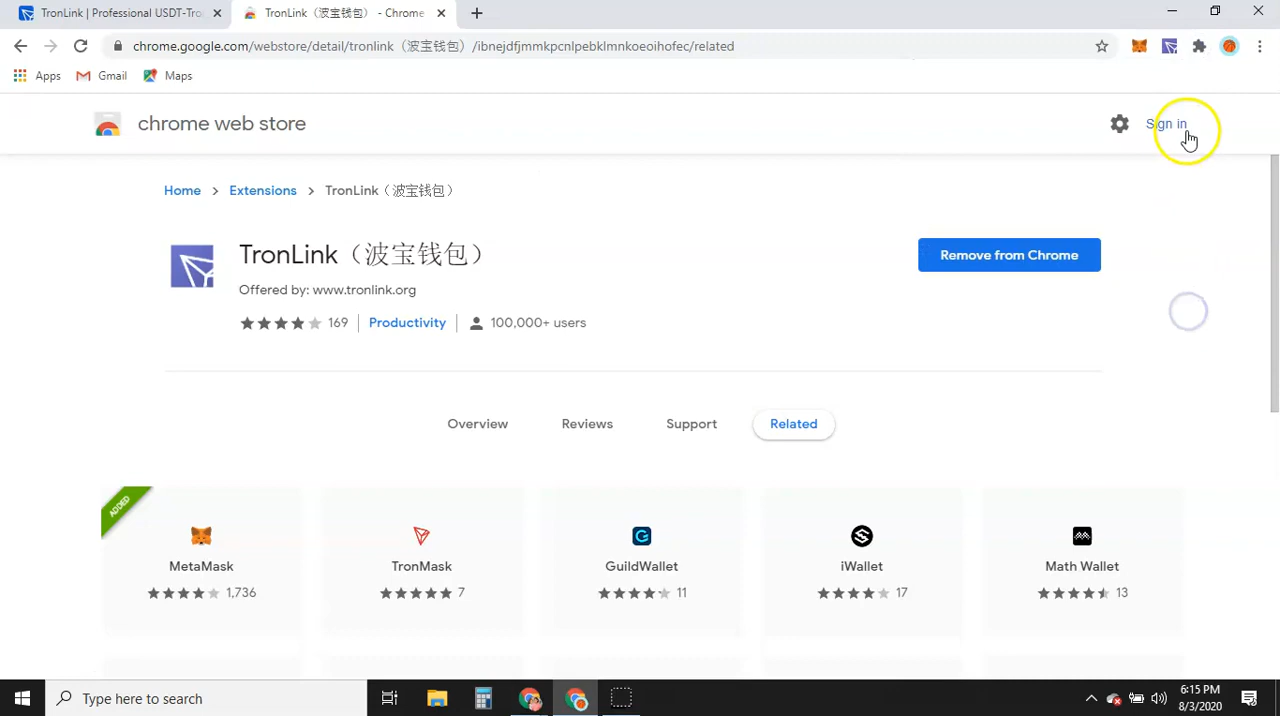 TronLink | Professional USDT-Tro
TronLink (波宝钱包) - Chrome
chrome.google.com/webstore/detail/tronlink（波宝钱包）/ibnejdfjmmkpcnlpebklmnkoeoihofec/related
Apps Gmail Maps
chrome web store
Sign in
Home > Extensions > TronLink（波宝钱包）
TronLink（波宝钱包）
Remove from Chrome
Offered by: www.tronlink.org
169 Productivity 100,000+ users
Overview Reviews Support Related
ADDED
MetaMask TronMask GuildWallet iWallet Math Wallet
1,736 7 11 17 13
Type here to search
6:15 PM
8/3/2020